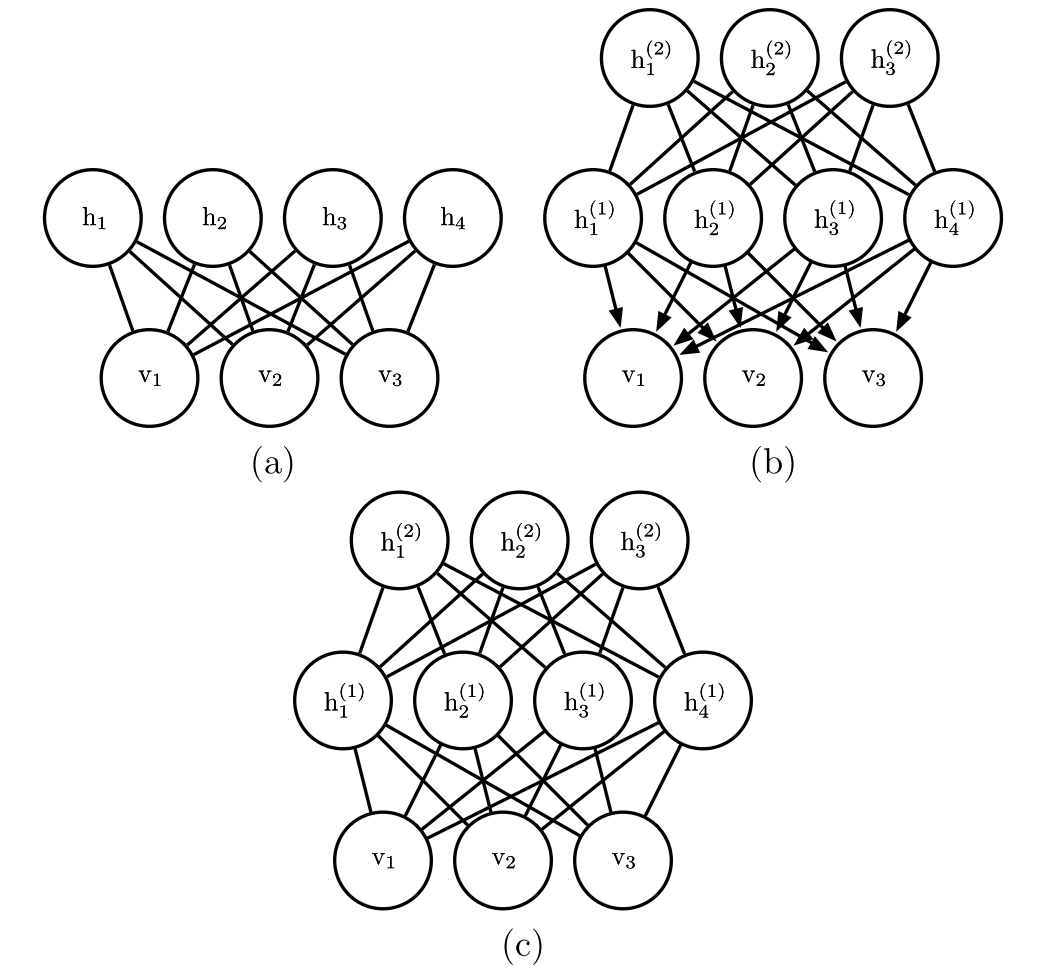 h₁⁽²⁾ h₂⁽²⁾ h₃⁽²⁾
h₁ h₂ h₃ h₄
h₁⁽¹⁾ h₂⁽¹⁾ h₃⁽¹⁾ h₄⁽¹⁾
v₁ v₂ v₃
v₁ v₂ v₃
(a)
(b)
h₁⁽²⁾ h₂⁽²⁾ h₃⁽²⁾
h₁⁽¹⁾ h₂⁽¹⁾ h₃⁽¹⁾ h₄⁽¹⁾
v₁ v₂ v₃
(c)